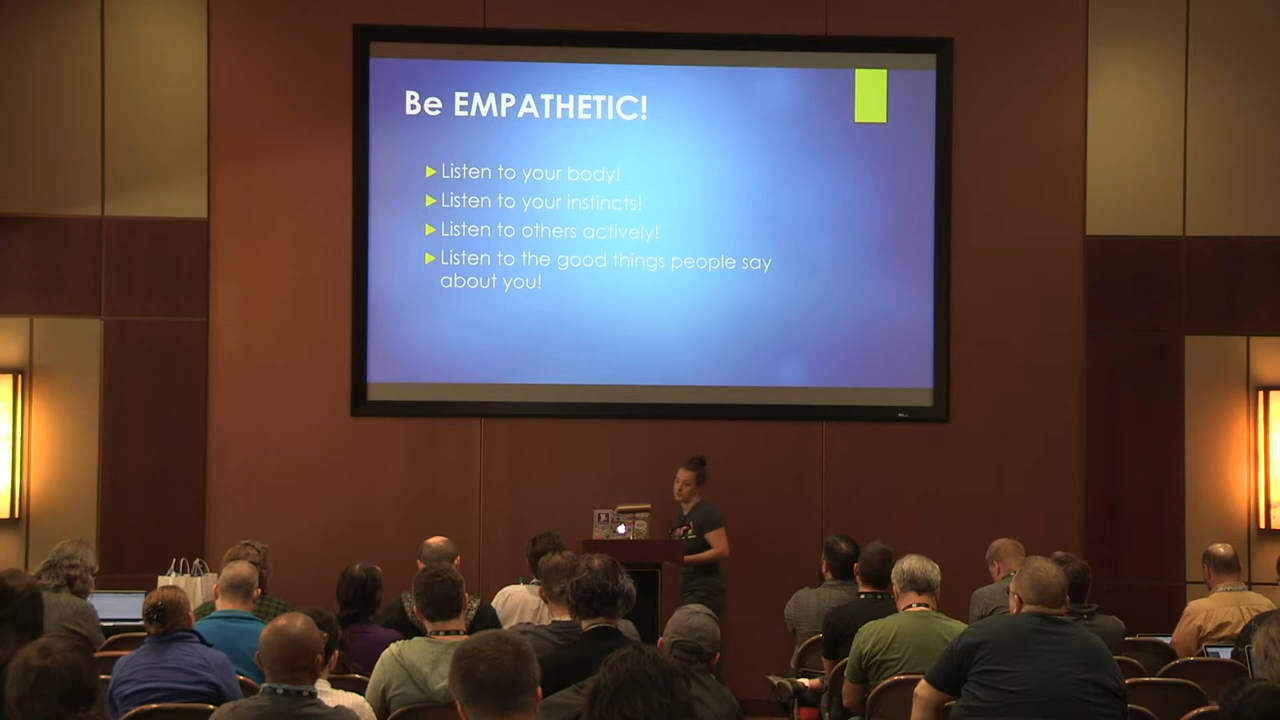 Be EMPATHETIC!
Listen to your body!
Listen to your instincts!
Listen to others actively!
Listen to the good things people say
about you!